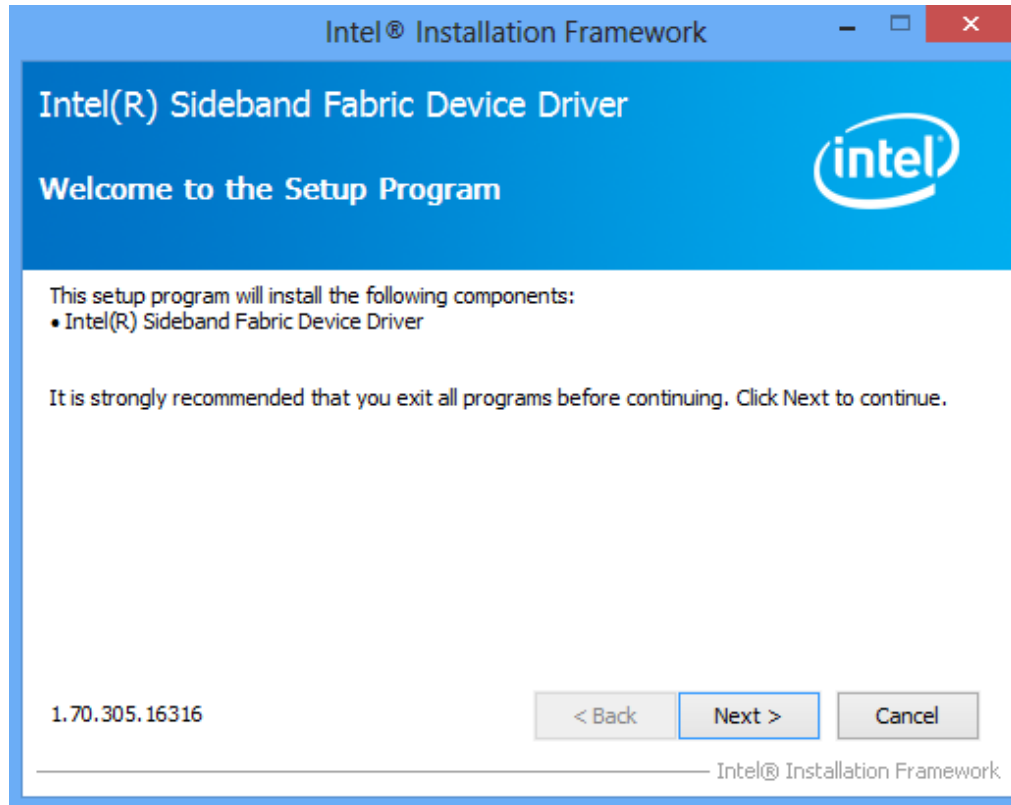 Intel® Installation Framework
Intel(R) Sideband Fabric Device Driver
intel
Welcome to the Setup Program
This setup program will install the following components:
• Intel(R) Sideband Fabric Device Driver
It is strongly recommended that you exit all programs before continuing. Click Next to continue.
1.70.305.16316
< Back
Next >
Cancel
Intel® Installation Framework